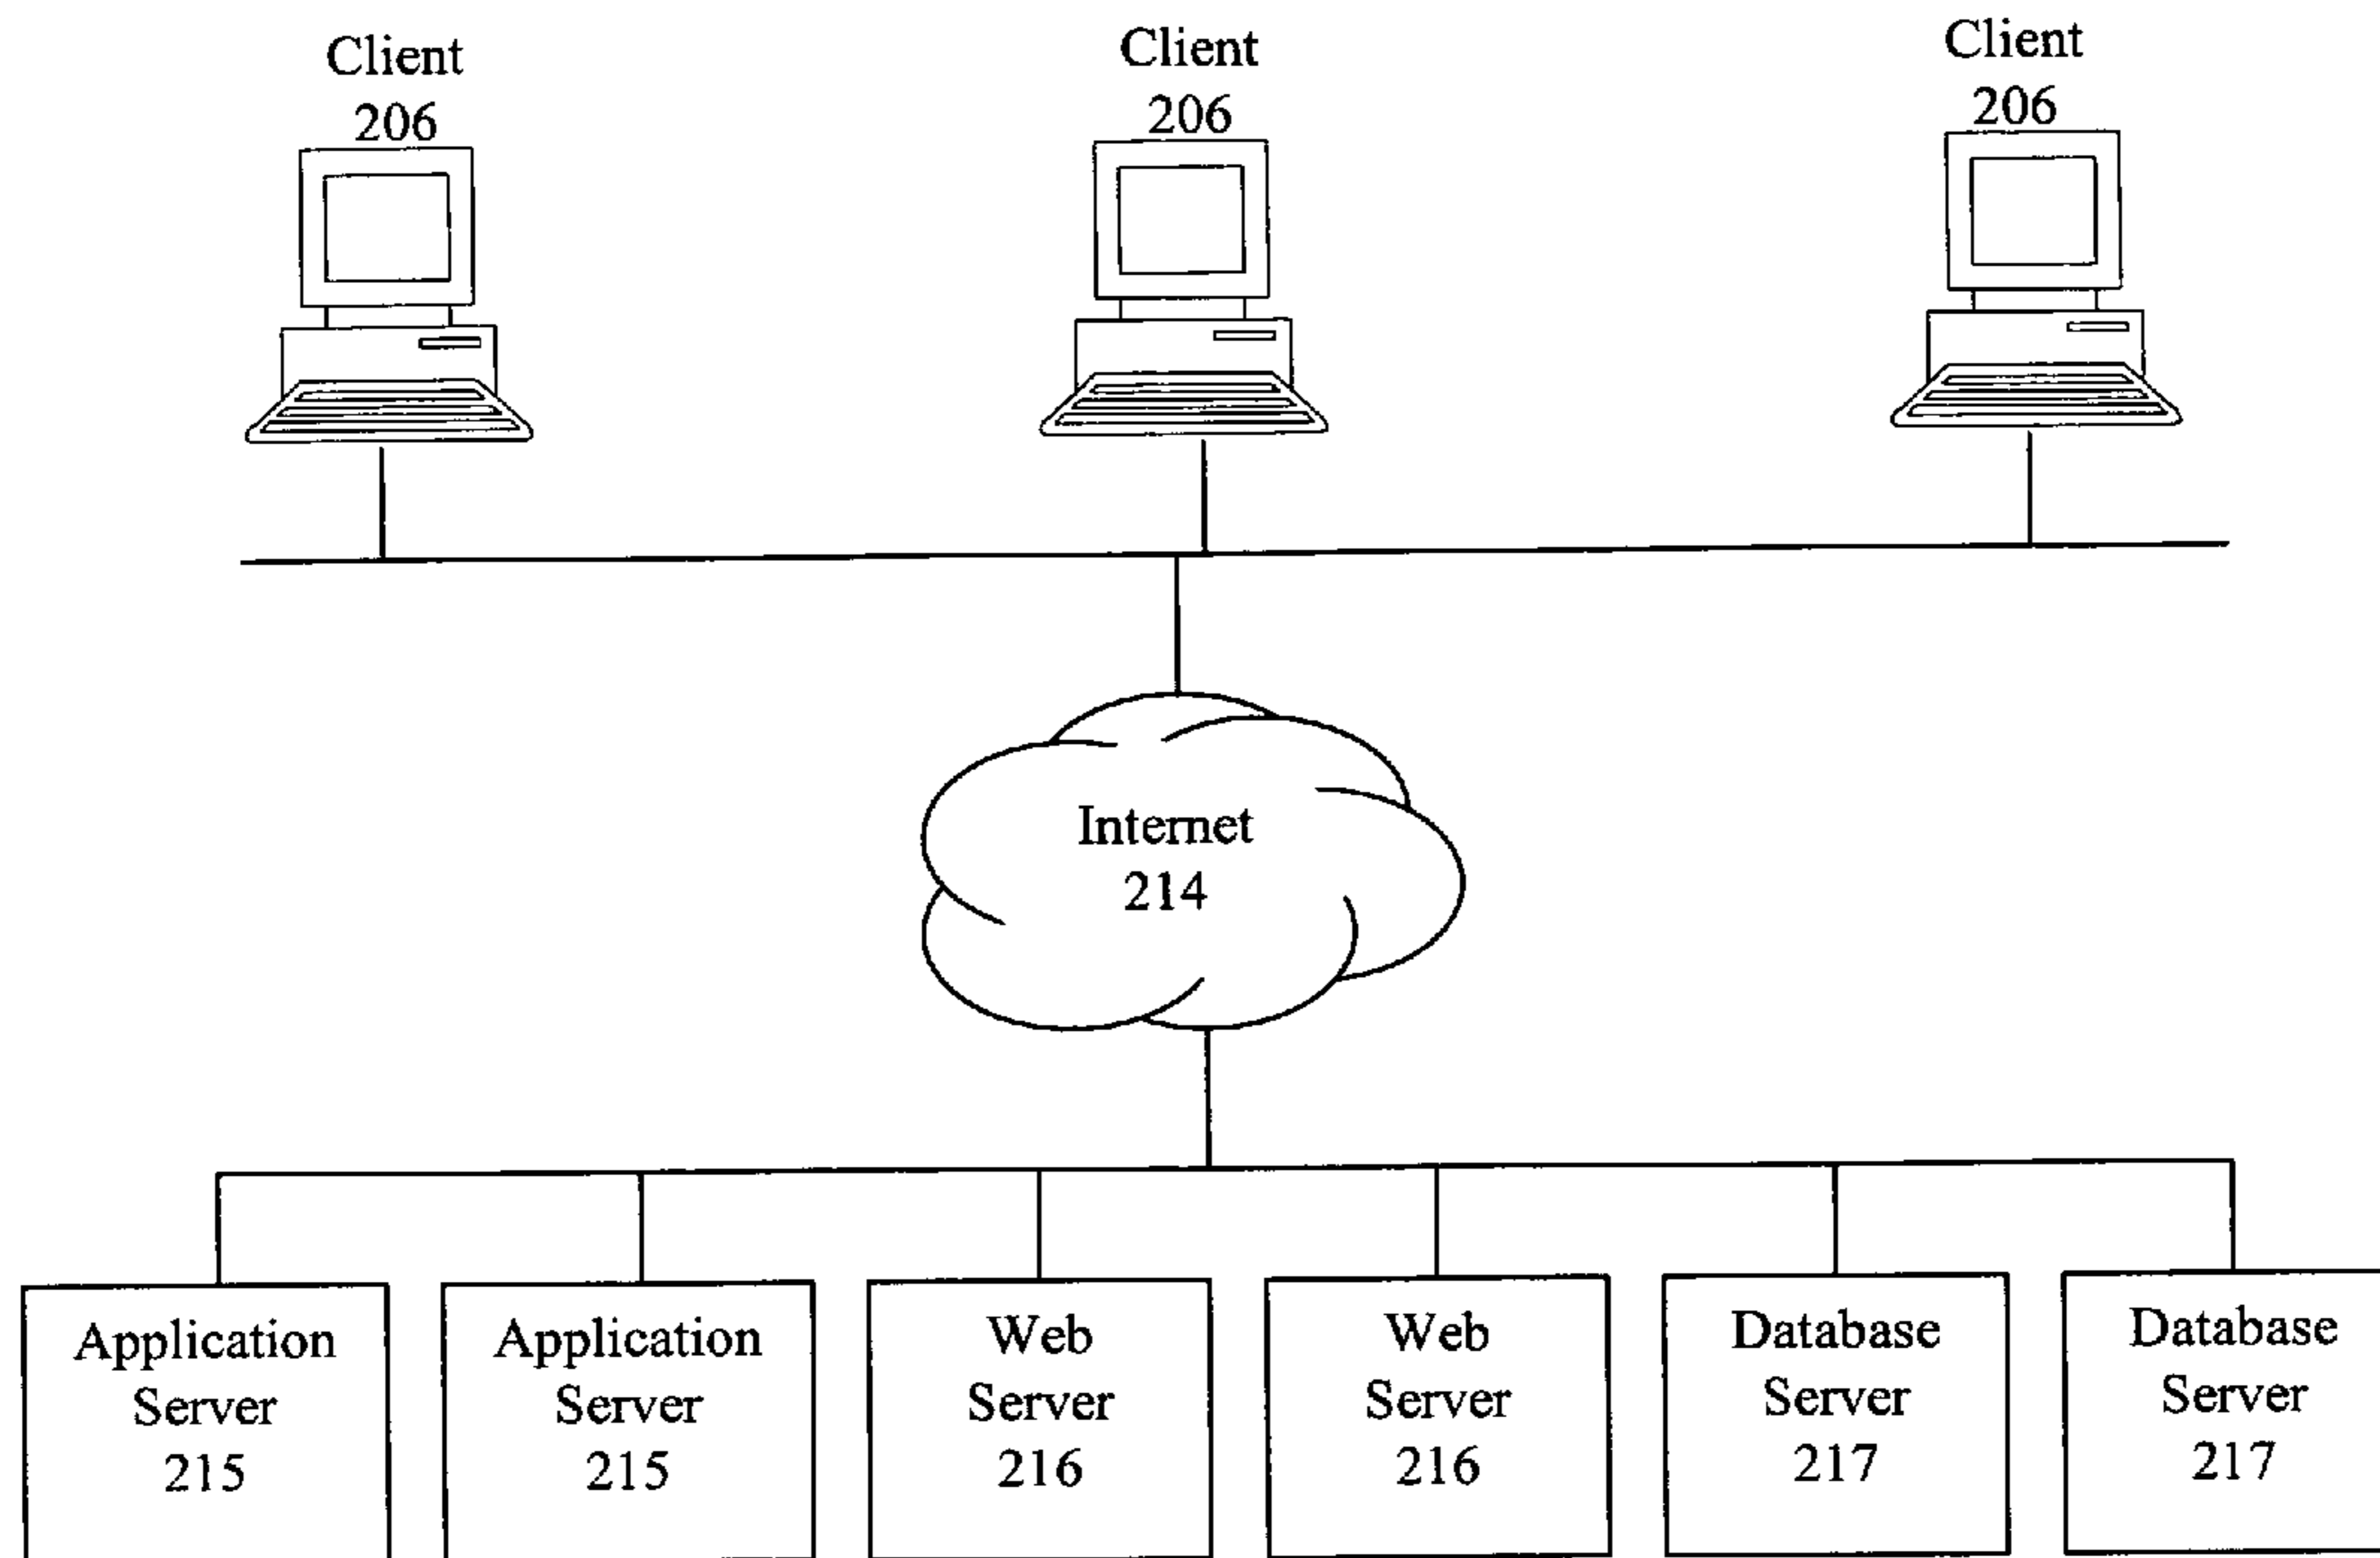 Client
206
Client
206
Client
206
Internet
214
Application
Server
215
Application
Server
215
Web
Server
216
Web
Server
216
Database
Server
217
Database
Server
217